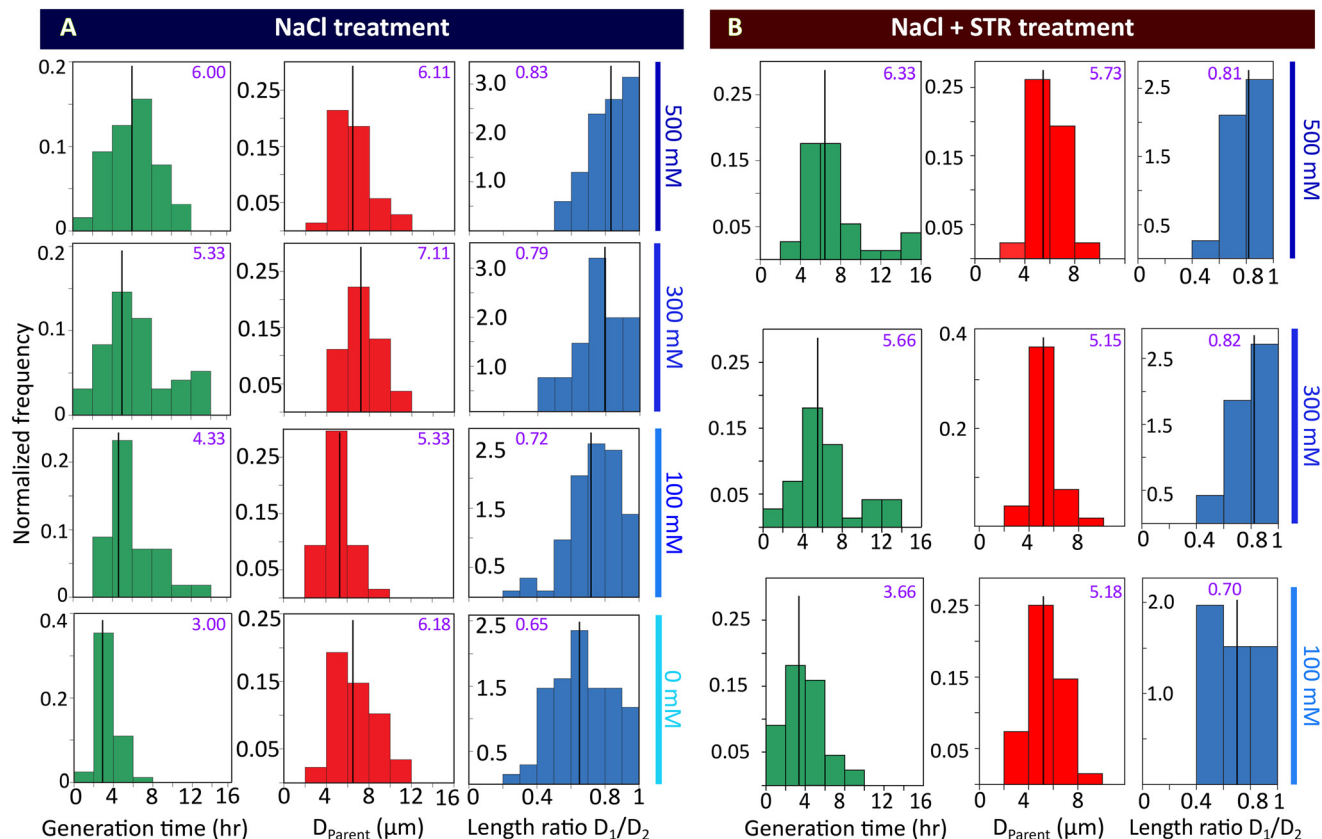 A NaCl treatment
B NaCl + STR treatment
Normalized frequency
0.2
0.1
0
6.00
0.25
0.15
0.05
6.11
3.0
2.0
1.0
0.83
500 mM
0.2
0.1
0
5.33
0.25
0.15
0.05
7.11
3.0
2.0
1.0
0.79
300 mM
0.2
0.1
0
4.33
0.25
0.15
0.05
5.33
2.5
1.5
0.5
0.72
100 mM
0.4
0.2
0
3.00
0.25
0.15
0.05
6.18
2.5
1.5
0.5
0.65
0 mM
0 4 8 12 16
0 4 8 12
0 0.4 0.8 1
Generation time (hr)
D_Parent (μm)
Length ratio D₁/D₂
0.25
0.15
0.05
6.33
0 4 8 12 16
0.25
0.15
0.05
5.73
0 4 8
2.5
1.5
0.5
0.81
0 0.4 0.8 1
500 mM
0.25
0.15
0.05
5.66
0 4 8 12 16
0.4
0.2
5.15
0 4 8
2.5
1.5
0.5
0.82
0 0.4 0.8 1
300 mM
0.25
0.15
0.05
3.66
0 4 8 12 16
0.25
0.15
0.05
5.18
0 4 8
2.0
1.0
0.70
0 0.4 0.8 1
100 mM
Generation time (hr)
D_Parent (μm)
Length ratio D₁/D₂